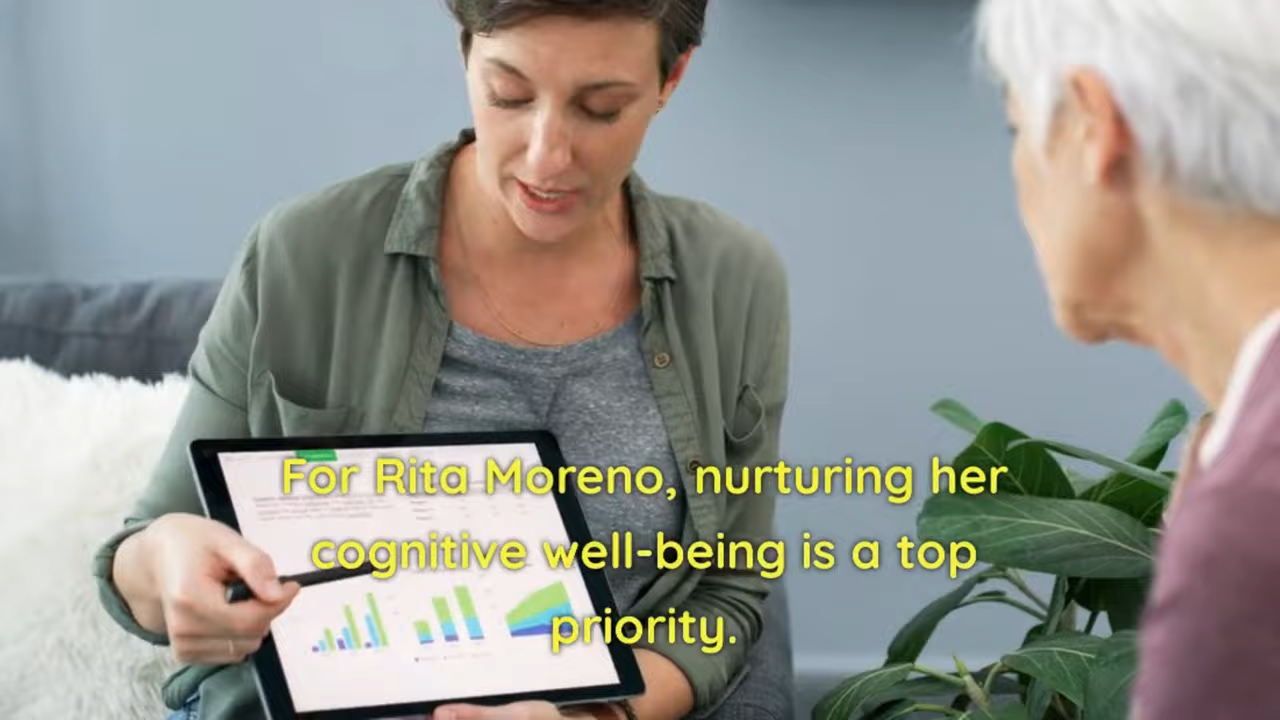 For Rita Moreno, nurturing her
cognitive well-being is a top
priority.